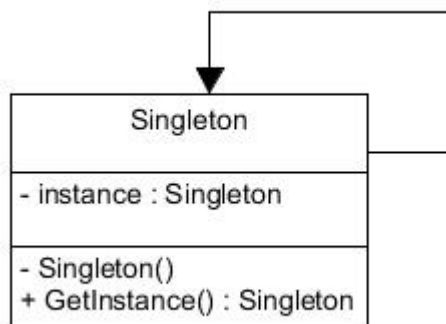 Singleton
- instance : Singleton
- Singleton()
+ GetInstance() : Singleton